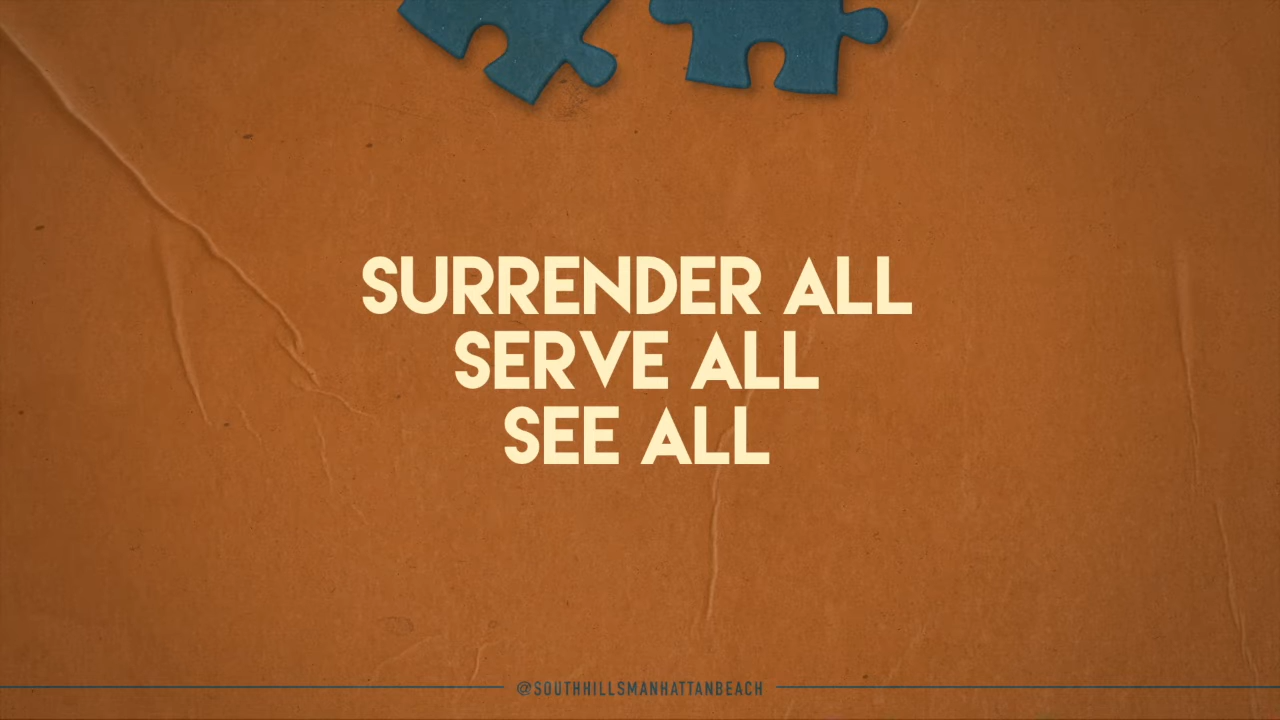 SURRENDER ALL
SERVE ALL
SEE ALL
@SOUTHHILLSMANHATTANBEACH